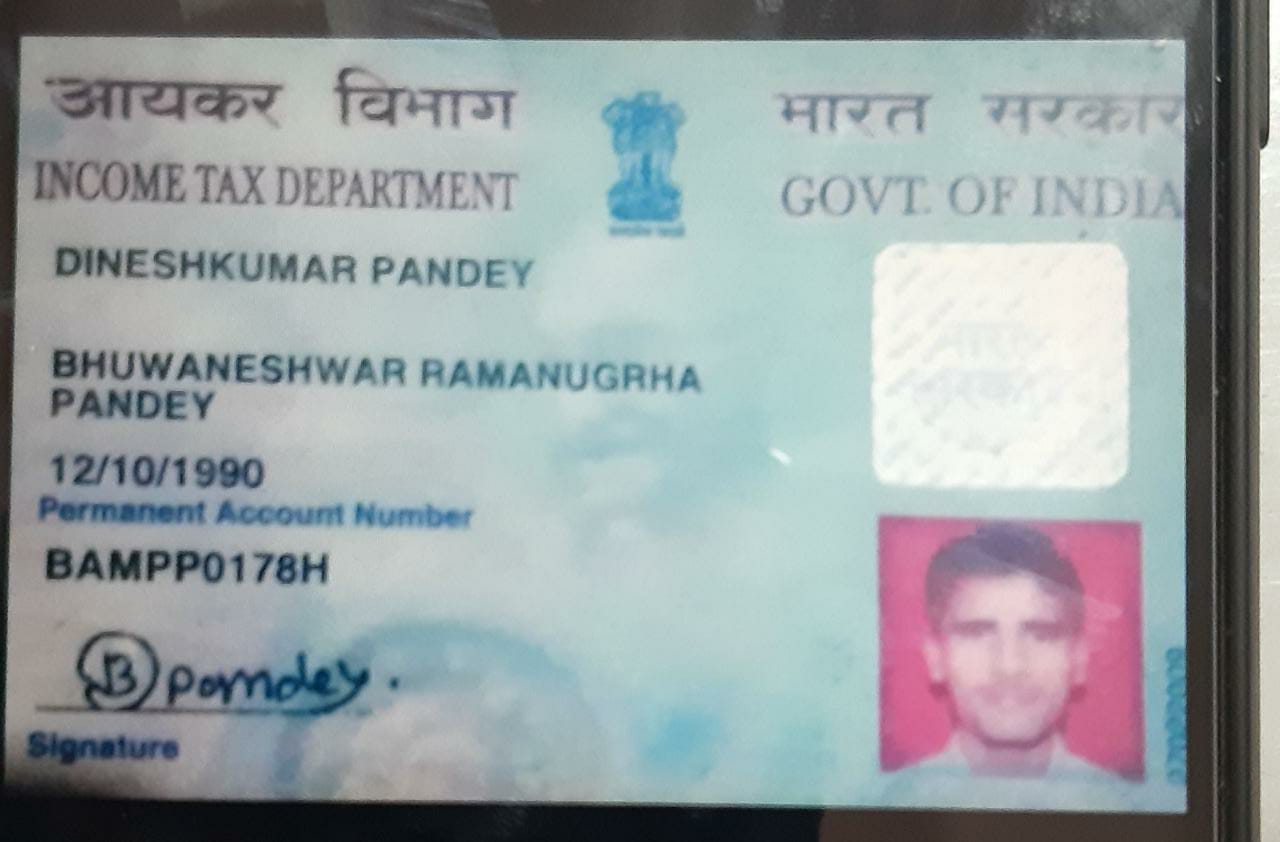 आयकर विभाग
भारत सरकार
INCOME TAX DEPARTMENT
GOVT. OF INDIA
DINESHKUMAR PANDEY
BHUWANESHWAR RAMANUGRHA
PANDEY
12/10/1990
Permanent Account Number
BAMPP0178H
B pamdey.
Signature